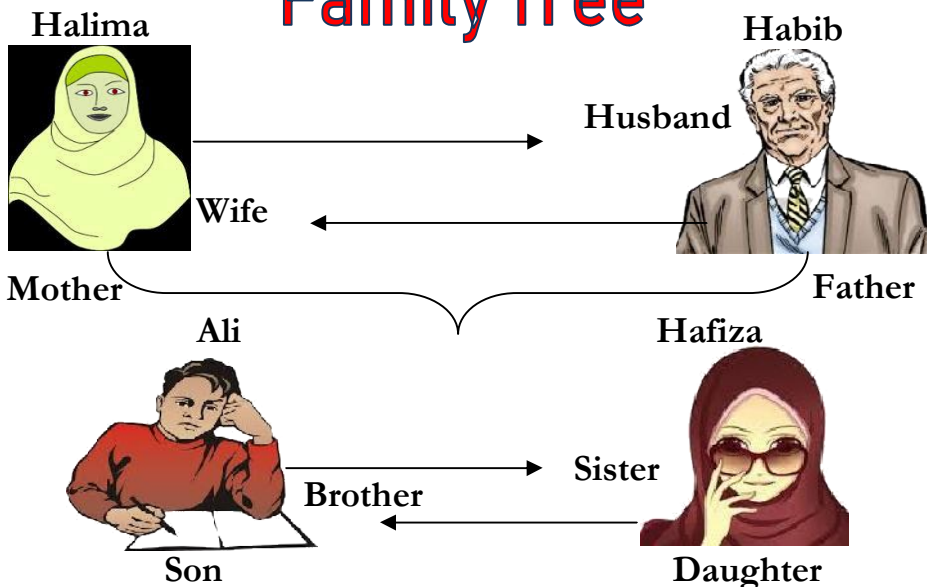 Family Tree
Halima
Habib
Husband
Wife
Mother
Father
Ali
Hafiza
Sister
Brother
Son
Daughter